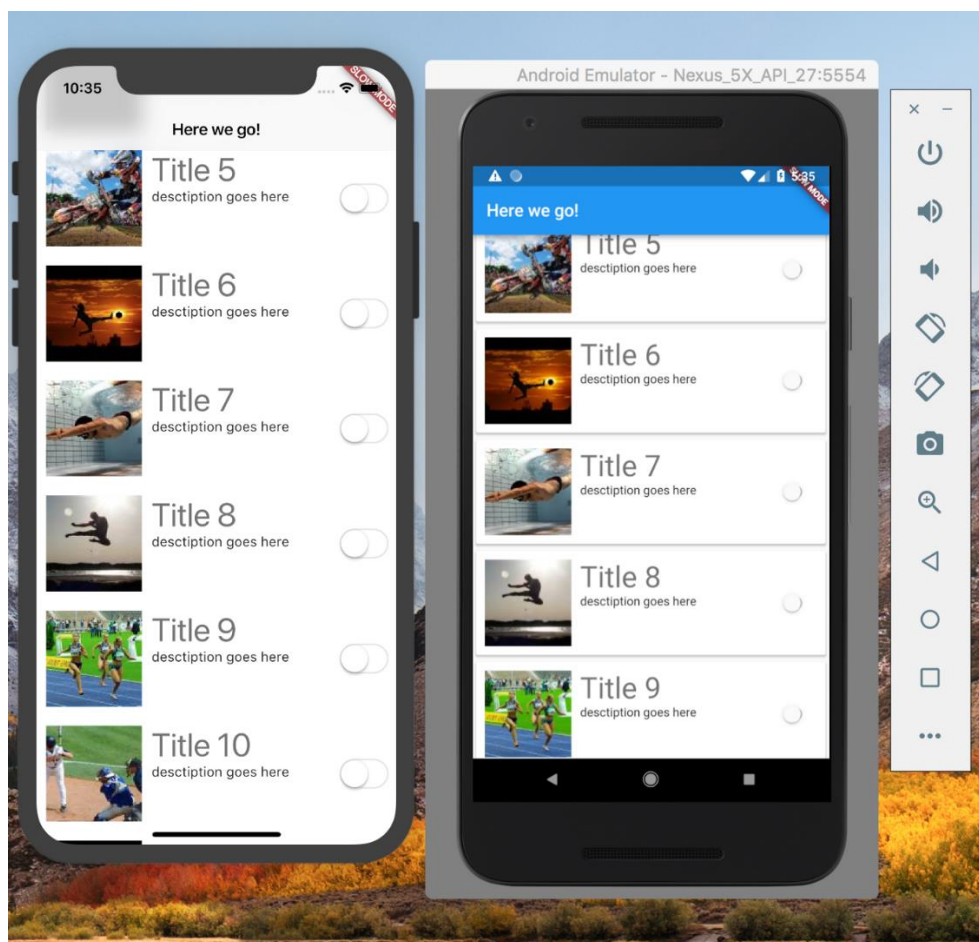 10:35
SLOW MODE
Here we go!
Title 5
desctiption goes here
Title 6
desctiption goes here
Title 7
desctiption goes here
Title 8
desctiption goes here
Title 9
desctiption goes here
Title 10
desctiption goes here
Android Emulator - Nexus_5X_API_27:5554
5:35
SLOW MODE
Here we go!
Title 5
desctiption goes here
Title 6
desctiption goes here
Title 7
desctiption goes here
Title 8
desctiption goes here
Title 9
desctiption goes here